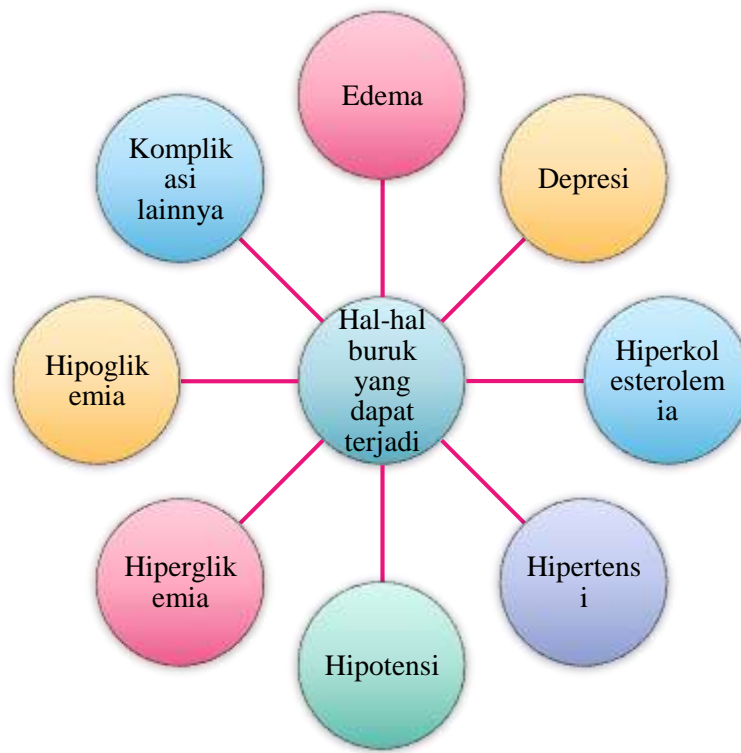 Edema
Depresi
Hiperkol
esterolem
ia
Hipertens
i
Hipotensi
Hiperglik
emia
Hipoglik
emia
Komplik
asi
lainnya
Hal-hal
buruk
yang
dapat
terjadi